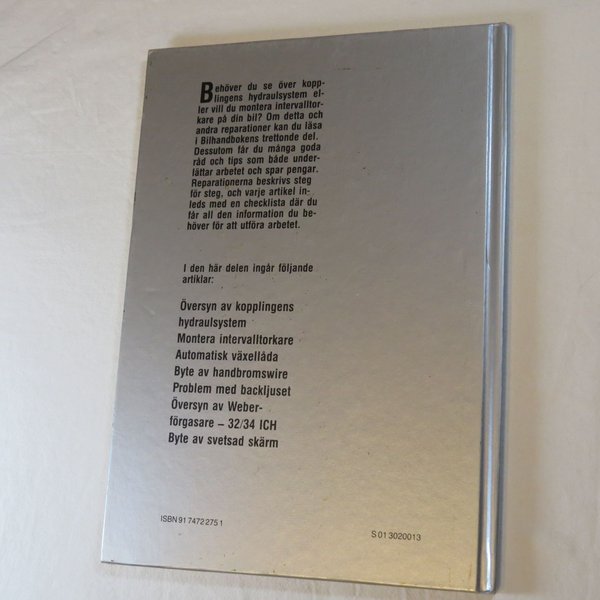 Behöver du se över kopp-
lingens hydraulsystem el-
ler vill du montera intervalltor-
kare på din bil? Om detta och
andra reparationer kan du läsa
i Bilhandbokens trettonde del.
Dessutom får du många goda
råd och tips som både under-
lättar arbetet och spar pengar.
Reparationerna beskrivs steg
för steg, och varje artikel in-
leds med en checklista där du
får all den information du be-
höver för att utföra arbetet.
I den här delen ingår följande
artiklar:
Översyn av kopplingens
hydraulsystem
Montera intervalltorkare
Automatisk växellåda
Byte av handbromswire
Problem med backljuset
Översyn av Weber-
förgasare – 32/34 ICH
Byte av svetsad skärm
ISBN 91 7472 275 1
S 01 3020013